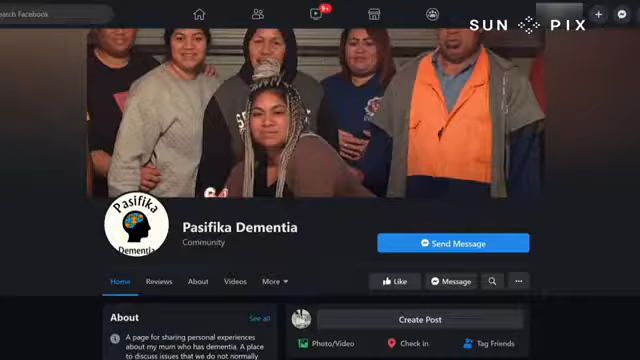 earch Facebook
9+
SUN PIX
Pasifika
Dementia
Pasifika Dementia
Community
Send Message
Home
Reviews
About
Videos
More
Like
Message
About
See all
A page for sharing personal experiences
about my mum who has dementia. A place
to discuss issues that we do not normally
Create Post
Photo/Video
Check in
Tag Friends